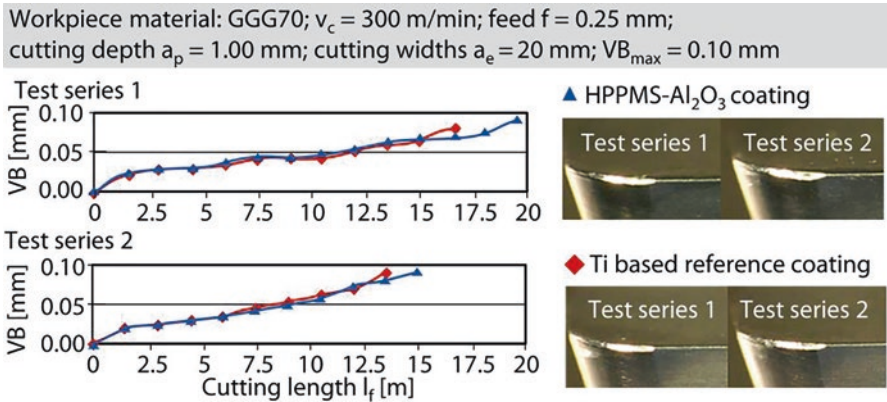 Workpiece material: GGG70; vc = 300 m/min; feed f = 0.25 mm;
cutting depth ap = 1.00 mm; cutting widths ae = 20 mm; VBmax = 0.10 mm
Test series 1
VB [mm]
0.10
0.05
0.00
0 2.5 5 7.5 10 12.5 15 17.5 20
Test series 2
VB [mm]
0.10
0.05
0.00
0 2.5 5 7.5 10 12.5 15 17.5 20
Cutting length lf [m]
HPPMS-Al2O3 coating
Test series 1 Test series 2
Ti based reference coating
Test series 1 Test series 2